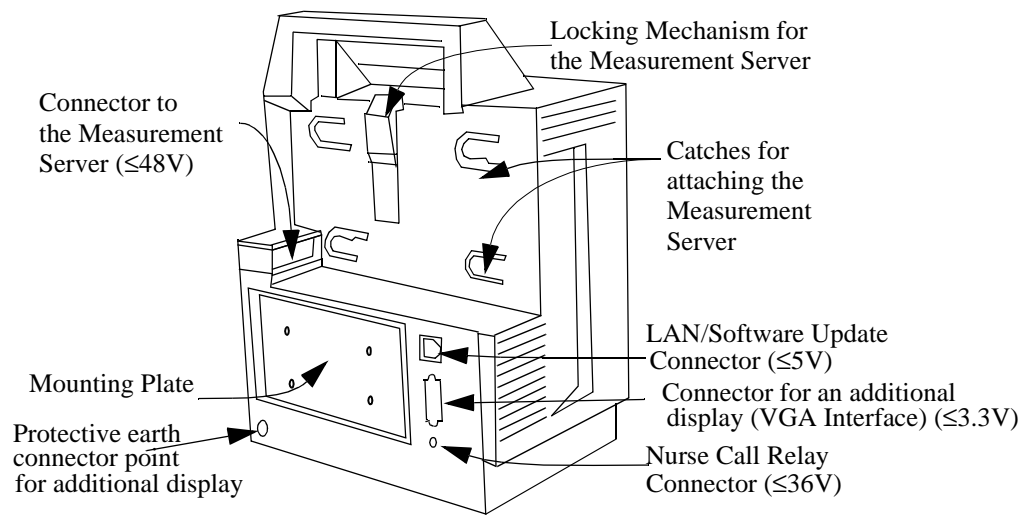 Locking Mechanism for
the Measurement Server
Connector to
the Measurement
Server (≤48V)
Catches for
attaching the
Measurement
Server
LAN/Software Update
Connector (≤5V)
Mounting Plate
Connector for an additional
display (VGA Interface) (≤3.3V)
Protective earth
connector point
for additional display
Nurse Call Relay
Connector (≤36V)